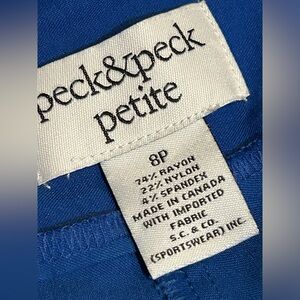 peck&peck
petite
8P
74% RAYON
22% NYLON
4% SPANDEX
MADE IN CANADA
WITH IMPORTED
FABRIC
S.C. & CO.
(SPORTSWEAR) INC.